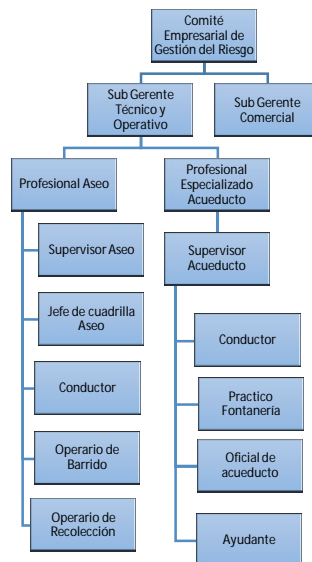 Comité
Empresarial de
Gestión del Riesgo
Sub Gerente
Técnico y
Operativo
Sub Gerente
Comercial
Profesional Aseo
Profesional
Especializado
Acueducto
Supervisor Aseo
Supervisor
Acueducto
Jefe de cuadrilla
Aseo
Conductor
Conductor
Practico
Fontanería
Operario de
Barrido
Oficial de
acueducto
Operario de
Recolección
Ayudante